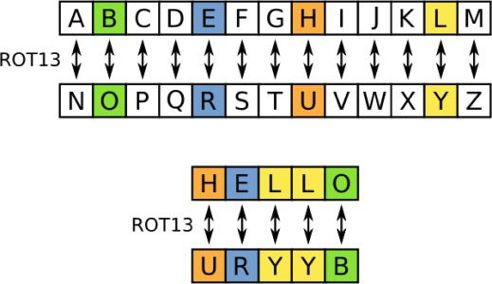 A B C D E F G H I J K L M
ROT13
N O P Q R S T U V W X Y Z
H E L L O
ROT13
U R Y Y B